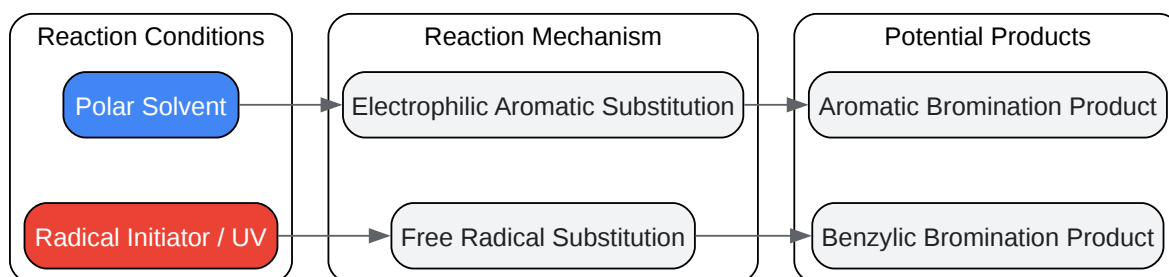 Reaction Conditions
Reaction Mechanism
Potential Products
Polar Solvent
Electrophilic Aromatic Substitution
Aromatic Bromination Product
Radical Initiator / UV
Free Radical Substitution
Benzylic Bromination Product